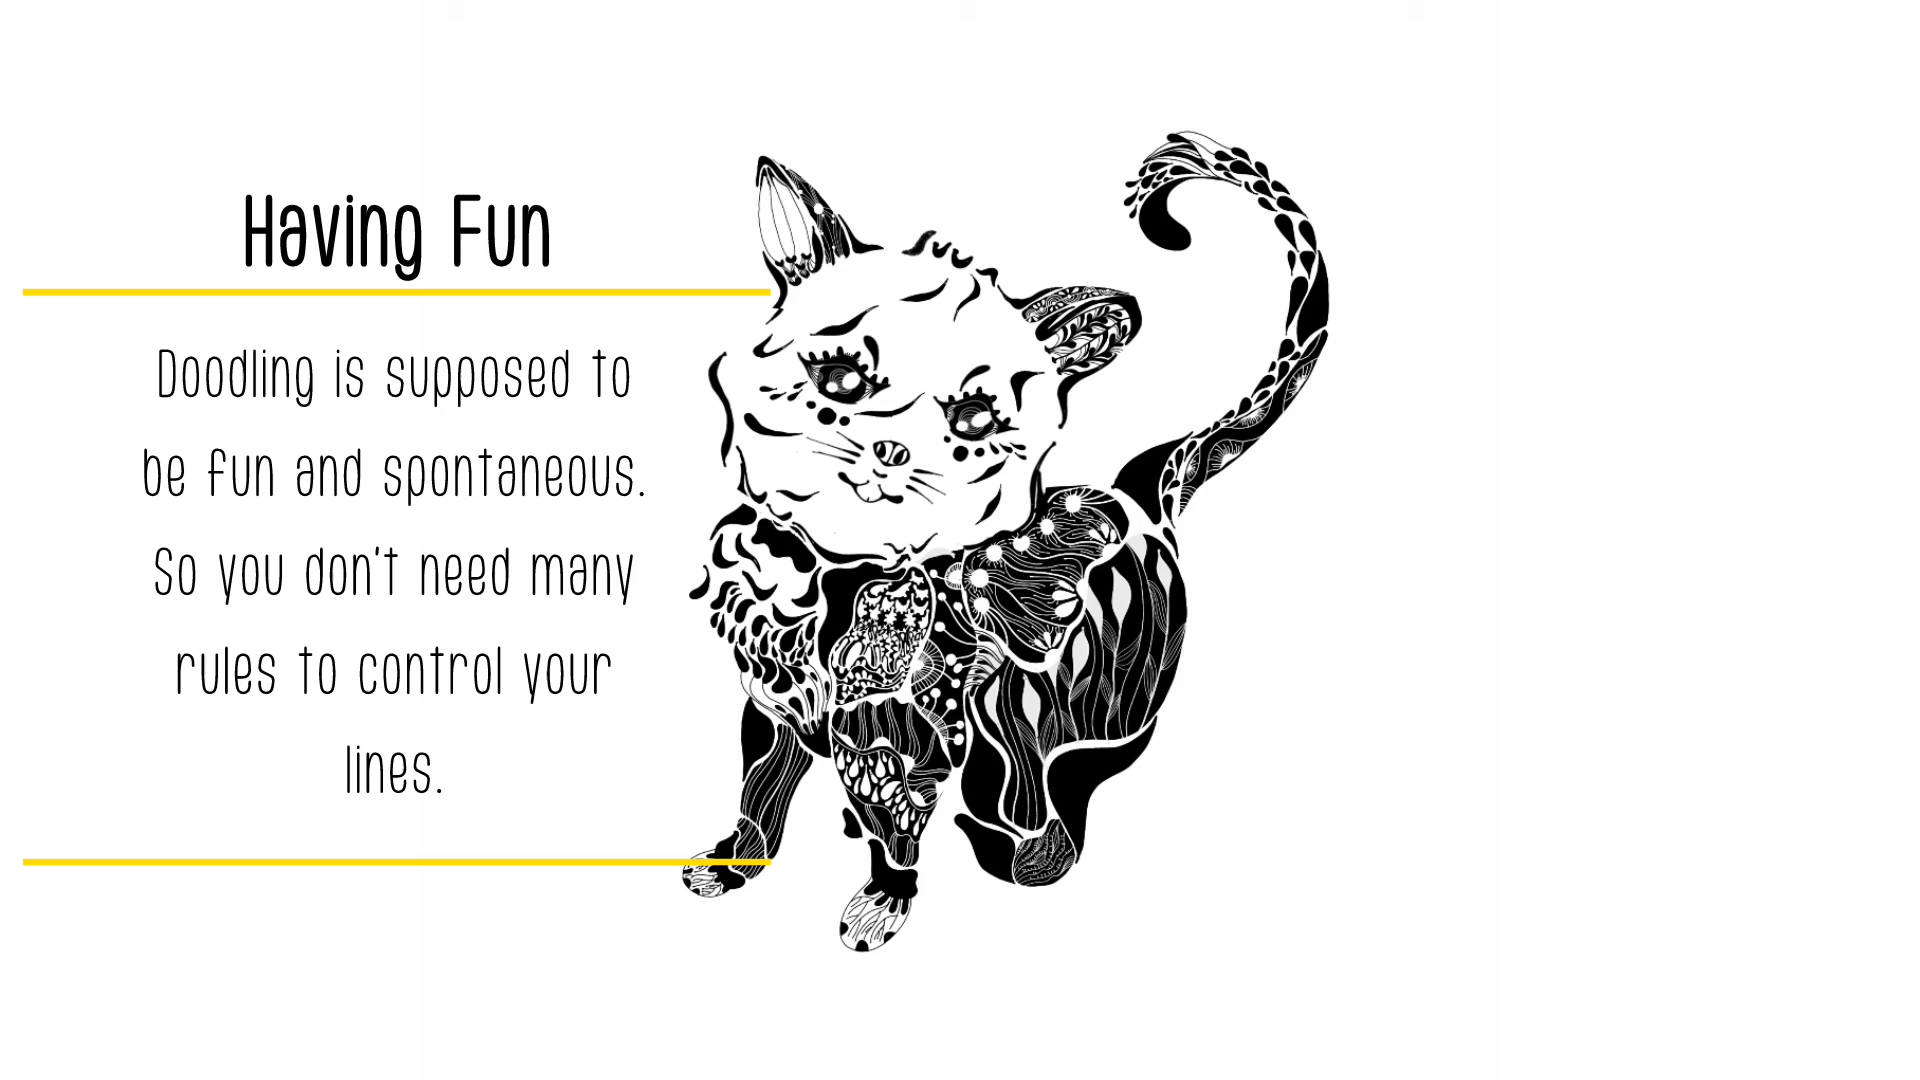 Having Fun
Doodling is supposed to
be fun and spontaneous.
So you don't need many
rules to control your
lines.